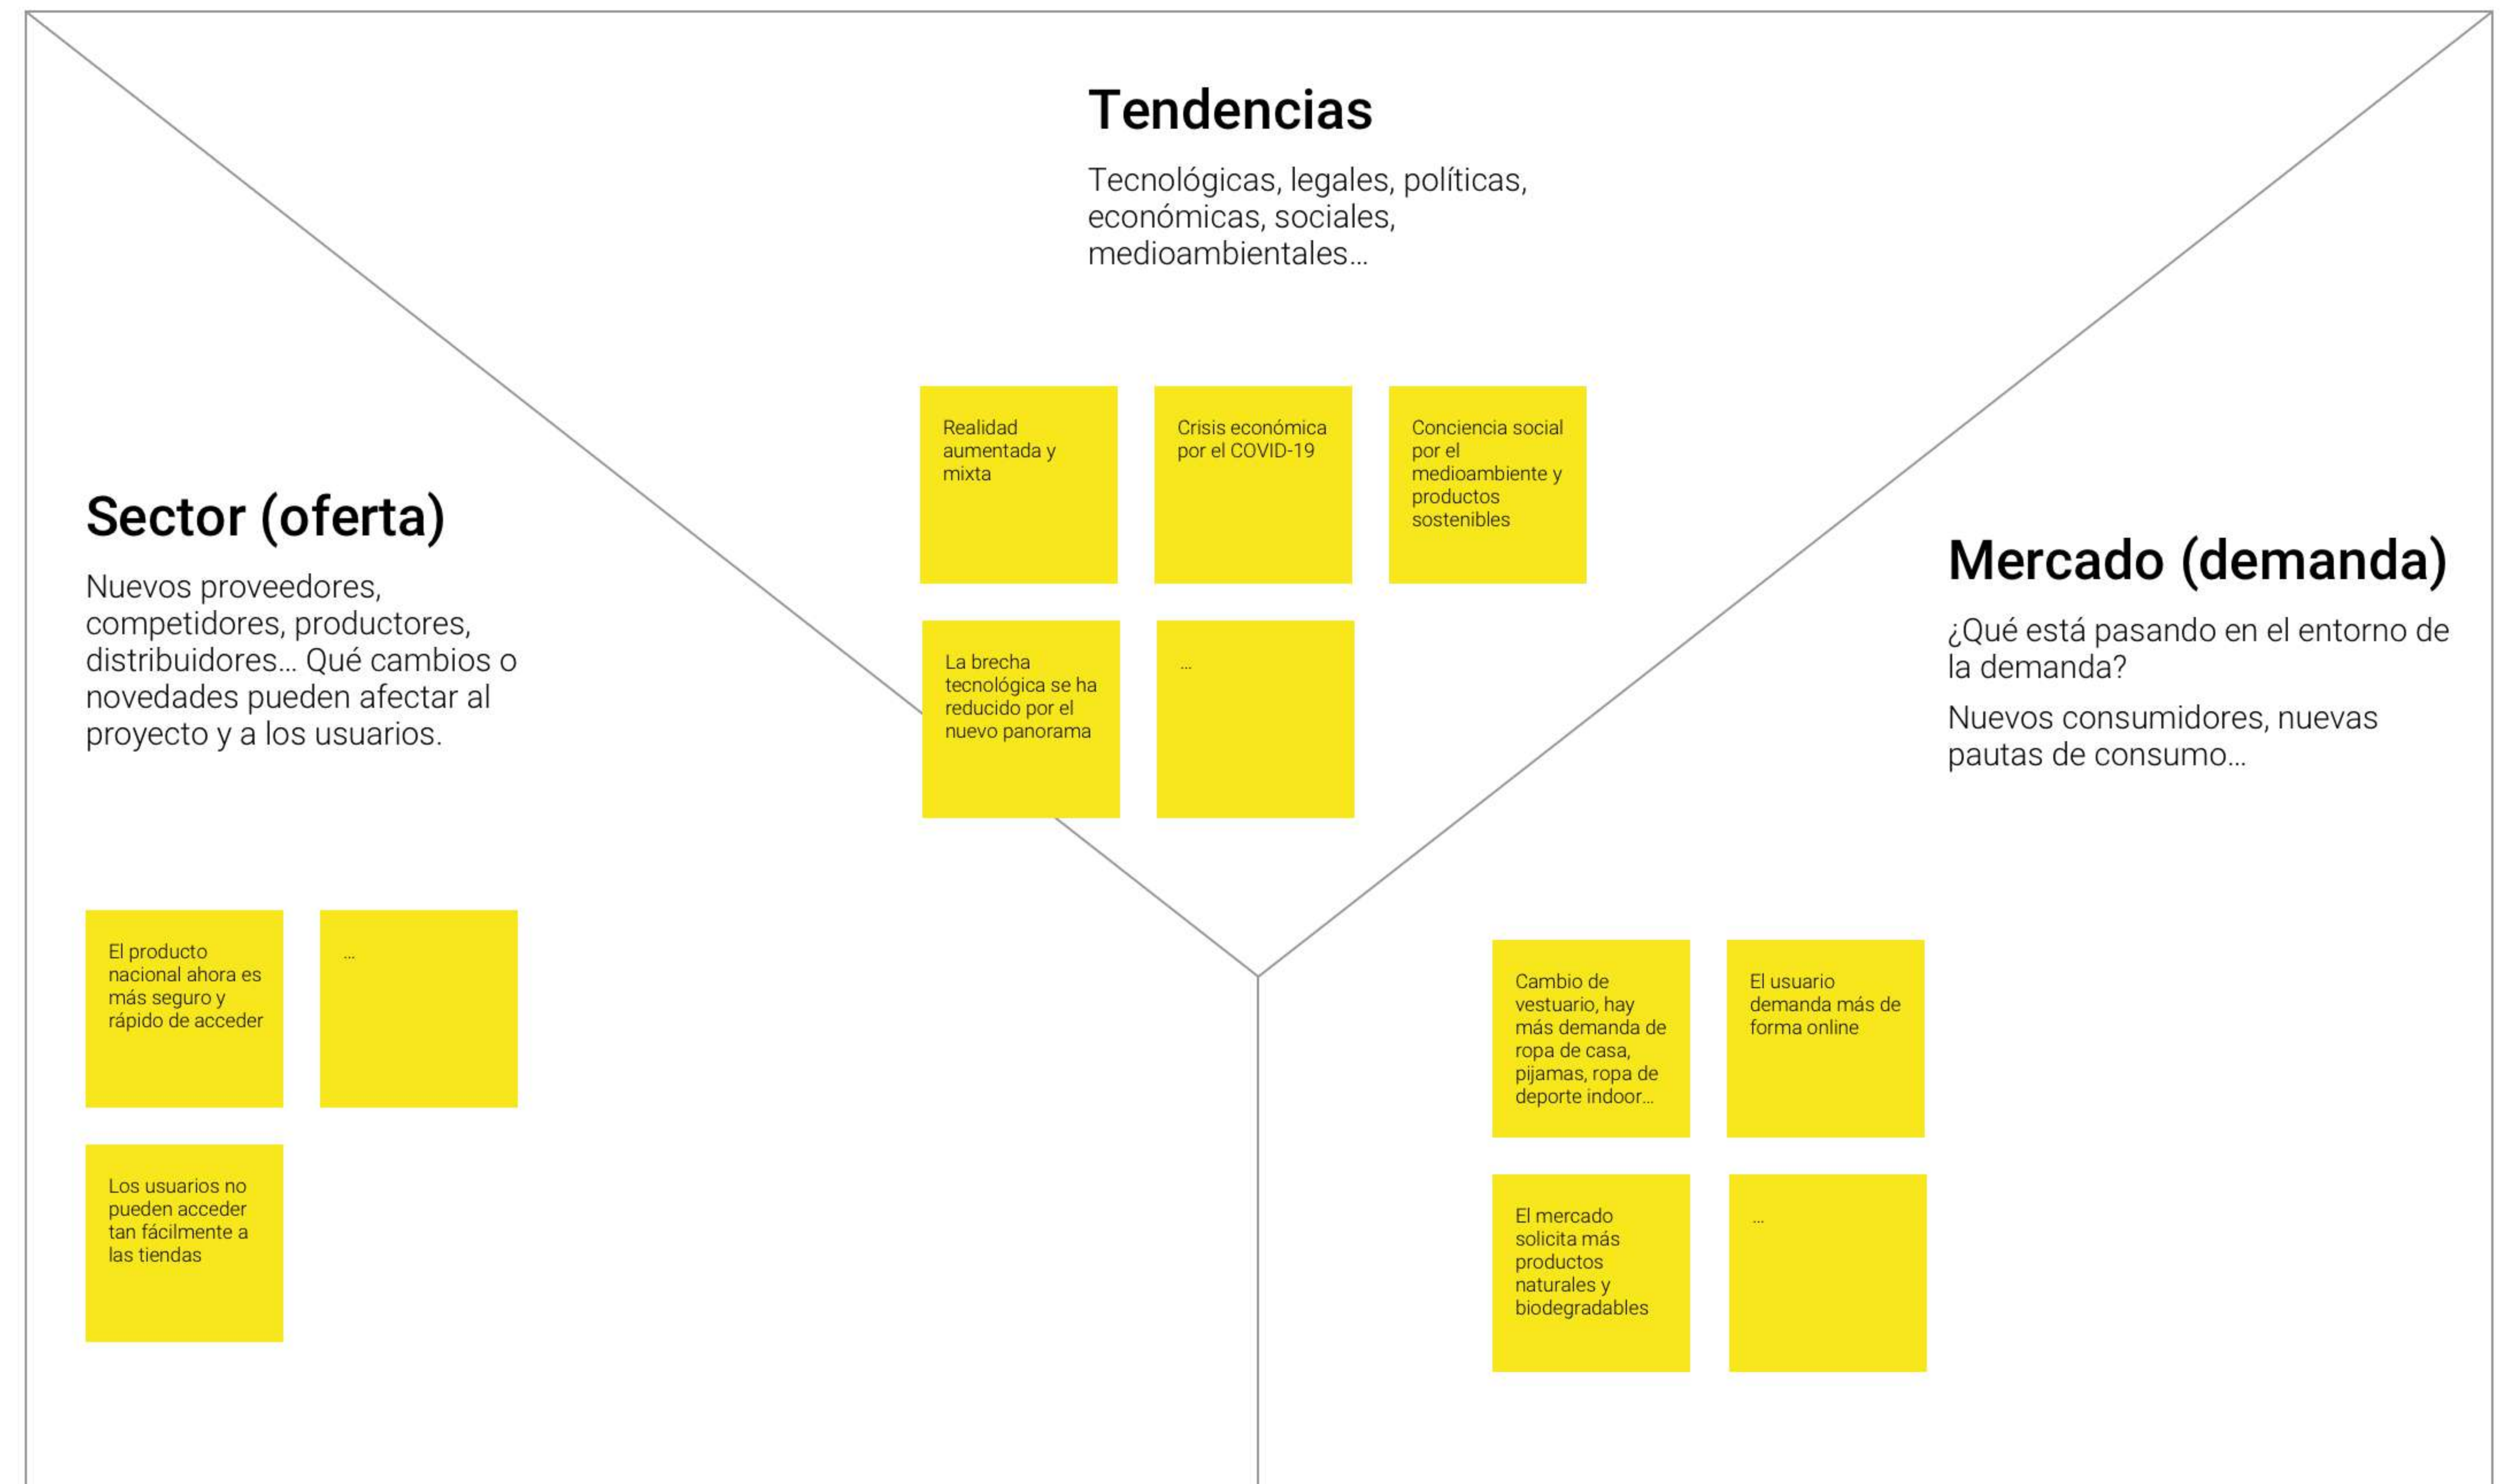 Tendencias
Tecnológicas, legales, políticas,
económicas, sociales,
medioambientales...
Realidad
aumentada y
mixta
Crisis económica
por el COVID-19
Conciencia social
por el
medioambiente y
productos
sostenibles
La brecha
tecnológica se ha
reducido por el
nuevo panorama
...
Sector (oferta)
Nuevos proveedores,
competidores, productores,
distribuidores... Qué cambios o
novedades pueden afectar al
proyecto y a los usuarios.
El producto
nacional ahora es
más seguro y
rápido de acceder
...
Los usuarios no
pueden acceder
tan fácilmente a
las tiendas
Mercado (demanda)
¿Qué está pasando en el entorno de
la demanda?
Nuevos consumidores, nuevas
pautas de consumo...
Cambio de
vestuario, hay
más demanda de
ropa de casa,
pijamas, ropa de
deporte indoor...
El usuario
demanda más de
forma online
El mercado
solicita más
productos
naturales y
biodegradables
...